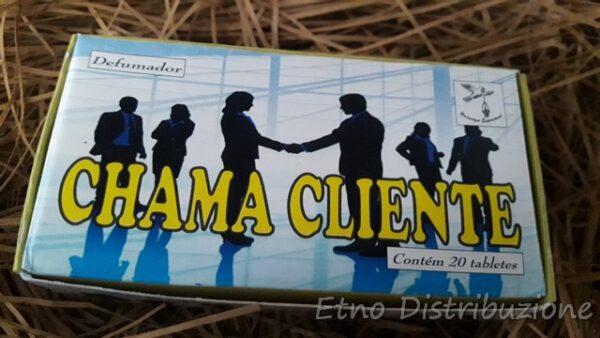 Defumador
CHAMA CLIENTE
Contém 20 tabletes
Etno Distribuzione